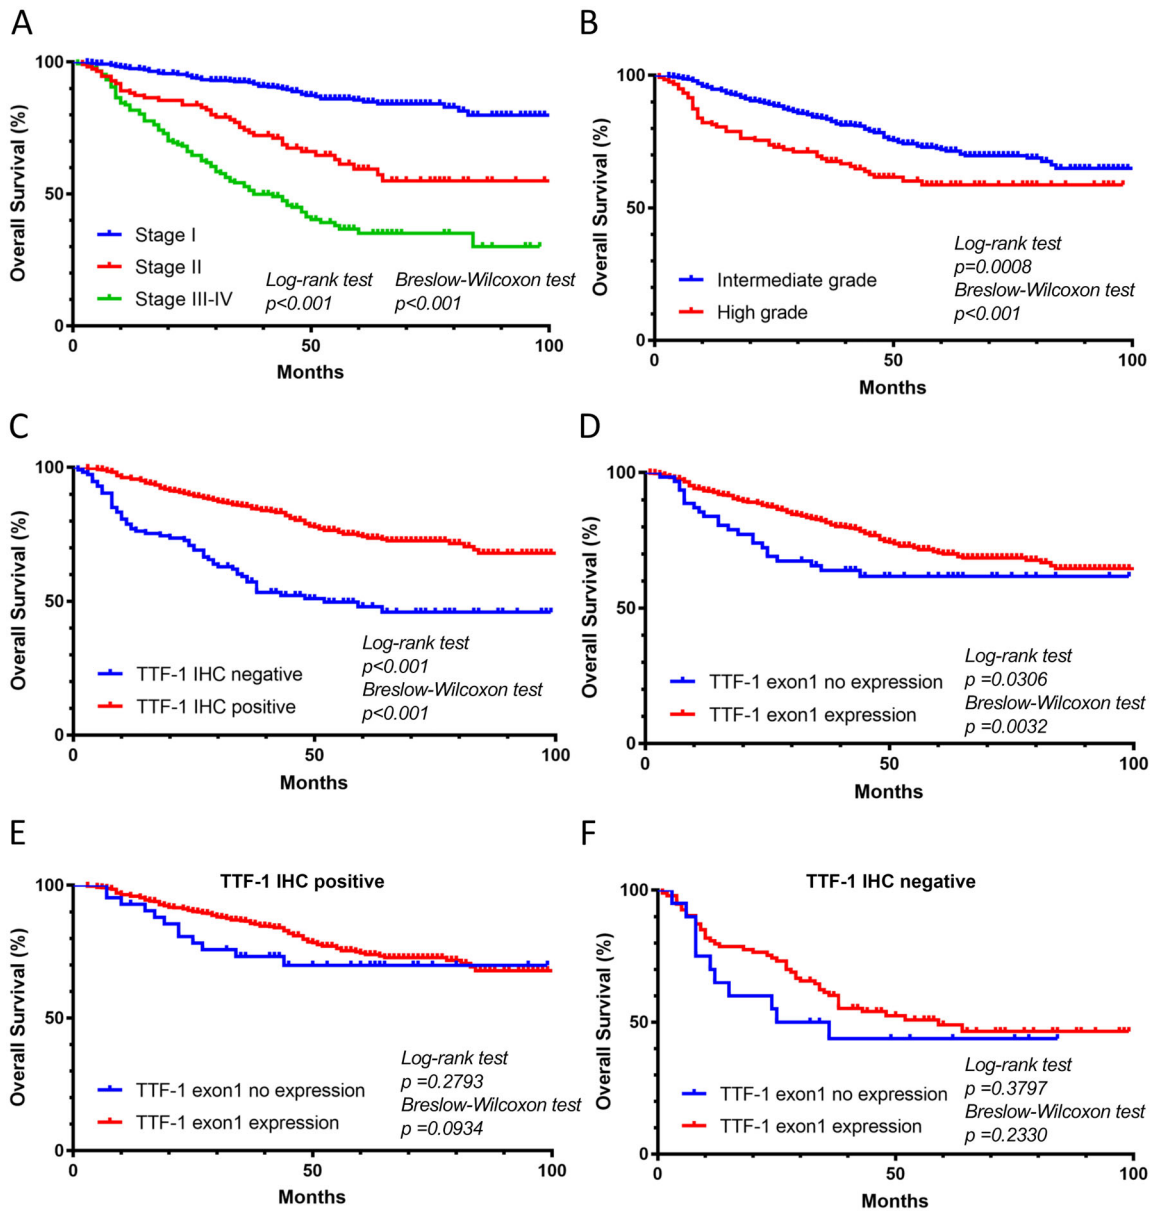 A
Overall Survival (%)
100
50
0
Stage I
Stage II
Stage III-IV
Log-rank test
p<0.001
Breslow-Wilcoxon test
p<0.001
0
50
100
Months
B
Overall Survival (%)
100
50
0
Intermediate grade
High grade
Log-rank test
p=0.0008
Breslow-Wilcoxon test
p<0.001
0
50
100
Months
C
Overall Survival (%)
100
50
0
TTF-1 IHC negative
TTF-1 IHC positive
Log-rank test
p<0.001
Breslow-Wilcoxon test
p<0.001
0
50
100
Months
D
Overall Survival (%)
100
50
0
TTF-1 exon1 no expression
TTF-1 exon1 expression
Log-rank test
p =0.0306
Breslow-Wilcoxon test
p =0.0032
0
50
100
Months
E
TTF-1 IHC positive
Overall Survival (%)
100
50
0
TTF-1 exon1 no expression
TTF-1 exon1 expression
Log-rank test
p =0.2793
Breslow-Wilcoxon test
p =0.0934
0
50
100
Months
F
TTF-1 IHC negative
Overall Survival (%)
100
50
0
TTF-1 exon1 no expression
TTF-1 exon1 expression
Log-rank test
p =0.3797
Breslow-Wilcoxon test
p =0.2330
0
50
100
Months